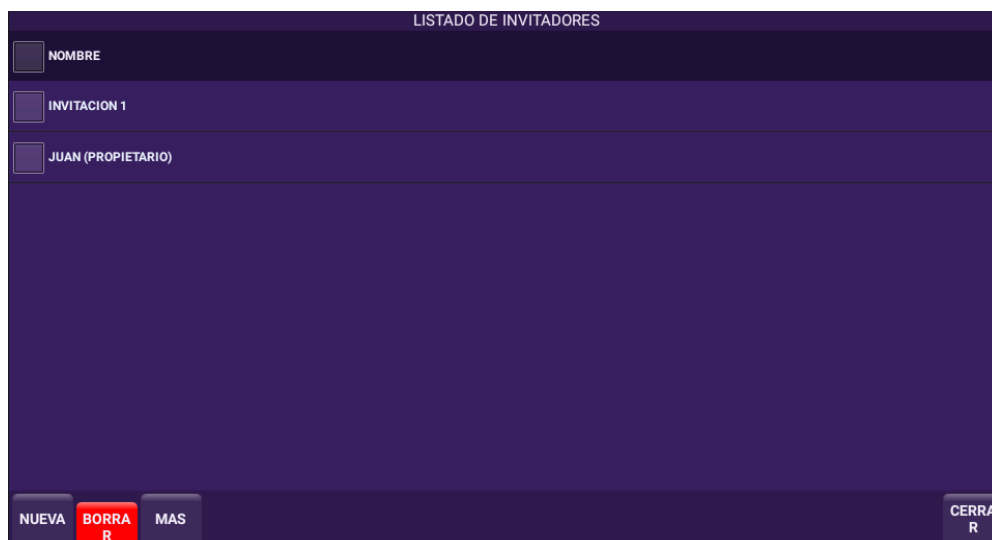 LISTADO DE INVITADORES
NOMBRE
INVITACION 1
JUAN (PROPIETARIO)
NUEVA
BORRA
R
MAS
CERRA
R